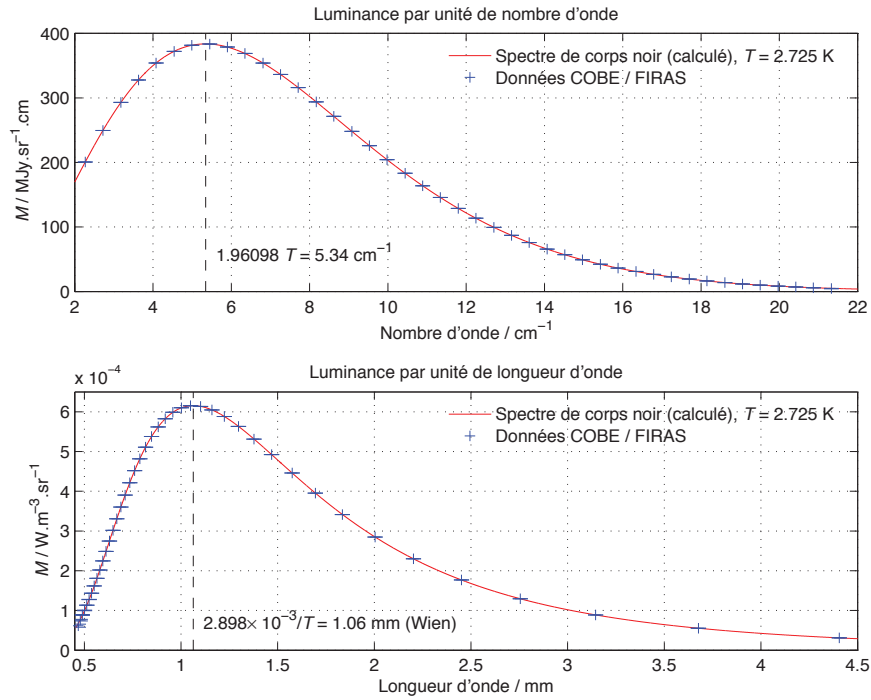 Luminance par unité de nombre d'onde
400
300
200
100
0
M / MJy.sr⁻¹.cm
Spectre de corps noir (calculé), T = 2.725 K
Données COBE / FIRAS
1.96098 T = 5.34 cm⁻¹
2 4 6 8 10 12 14 16 18 20 22
Nombre d'onde / cm⁻¹
Luminance par unité de longueur d'onde
x 10⁻⁴
6
5
4
3
2
1
0
M / W.m⁻³.sr⁻¹
Spectre de corps noir (calculé), T = 2.725 K
Données COBE / FIRAS
2.898× 10⁻³/T = 1.06 mm (Wien)
0.5 1 1.5 2 2.5 3 3.5 4 4.5
Longueur d'onde / mm